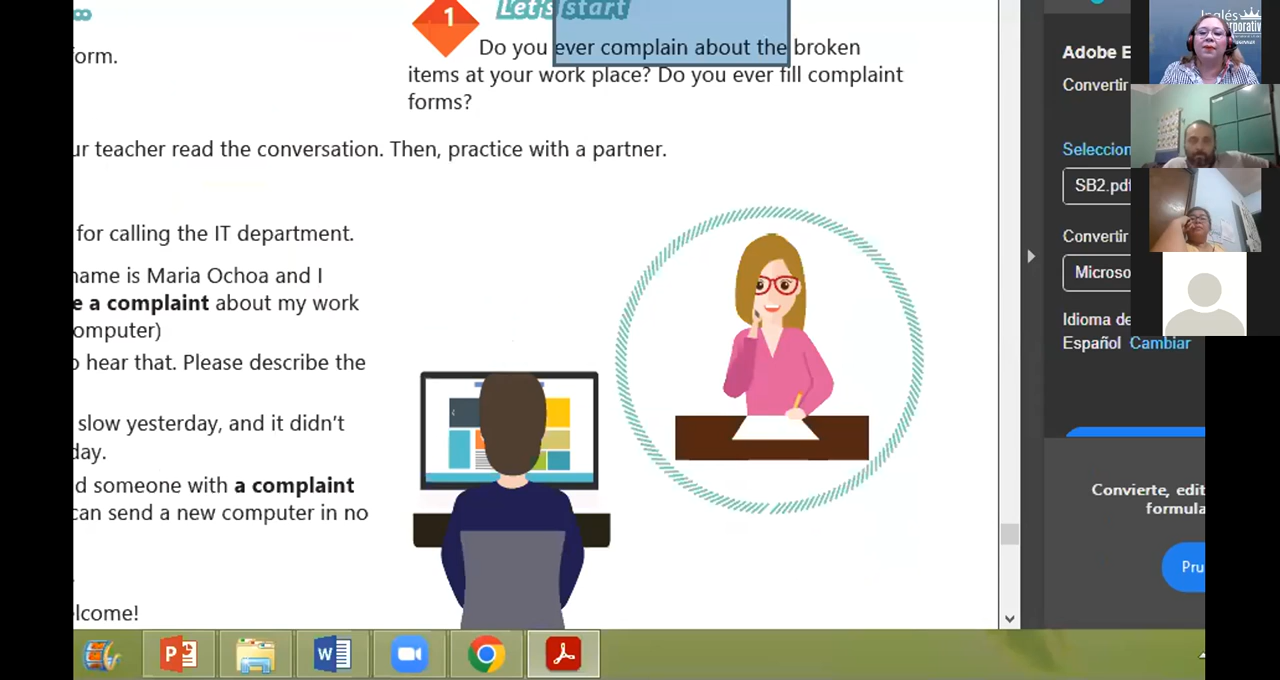 1
Let's start
orm.
Do you ever complain about the broken
items at your work place? Do you ever fill complaint
forms?
ur teacher read the conversation. Then, practice with a partner.
for calling the IT department.
name is Maria Ochoa and I
e a complaint about my work
omputer)
o hear that. Please describe the
slow yesterday, and it didn't
day.
d someone with a complaint
can send a new computer in no
elcome!
Adobe E
Convertir
Seleccion
SB2.pdf
Convertir
Microso
Idioma de
Español Cambiar
Convierte, edit
formula
Pru
Inglés
orporativ